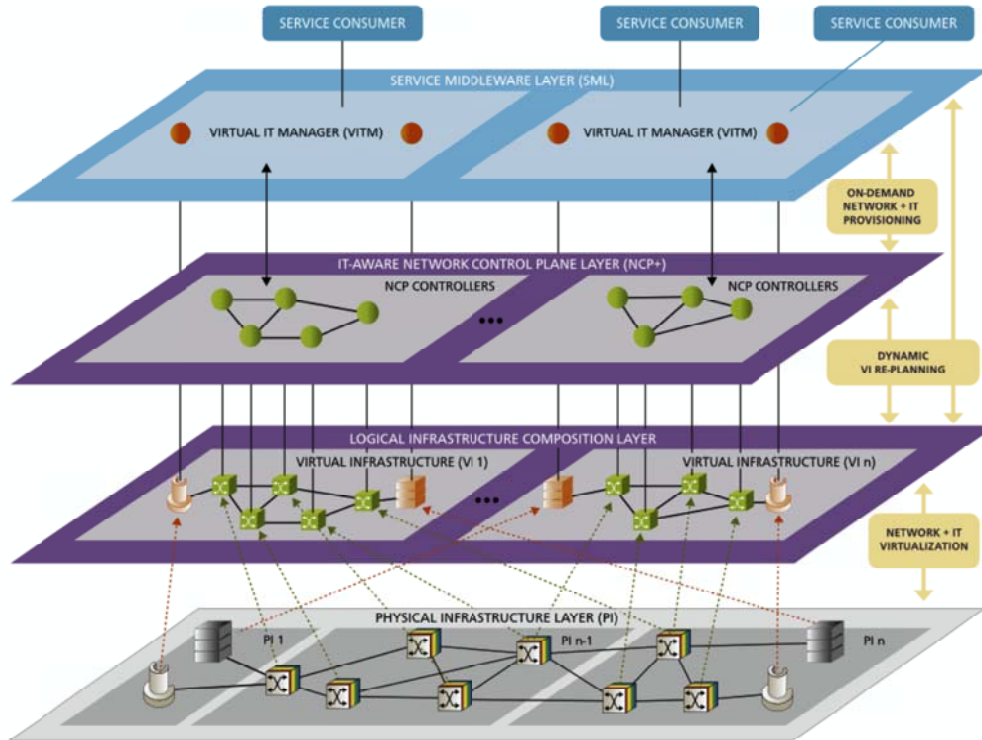 SERVICE CONSUMER
SERVICE CONSUMER
SERVICE CONSUMER
SERVICE MIDDLEWARE LAYER (SML)
VIRTUAL IT MANAGER (VITM)
VIRTUAL IT MANAGER (VITM)
ON-DEMAND
NETWORK + IT
PROVISIONING
IT-AWARE NETWORK CONTROL PLANE LAYER (NCP+)
NCP CONTROLLERS
NCP CONTROLLERS
...
DYNAMIC
VI RE-PLANNING
LOGICAL INFRASTRUCTURE COMPOSITION LAYER
VIRTUAL INFRASTRUCTURE (VI 1)
VIRTUAL INFRASTRUCTURE (VI n)
...
NETWORK + IT
VIRTUALIZATION
PHYSICAL INFRASTRUCTURE LAYER (PI)
PI 1
PI n-1
PI n